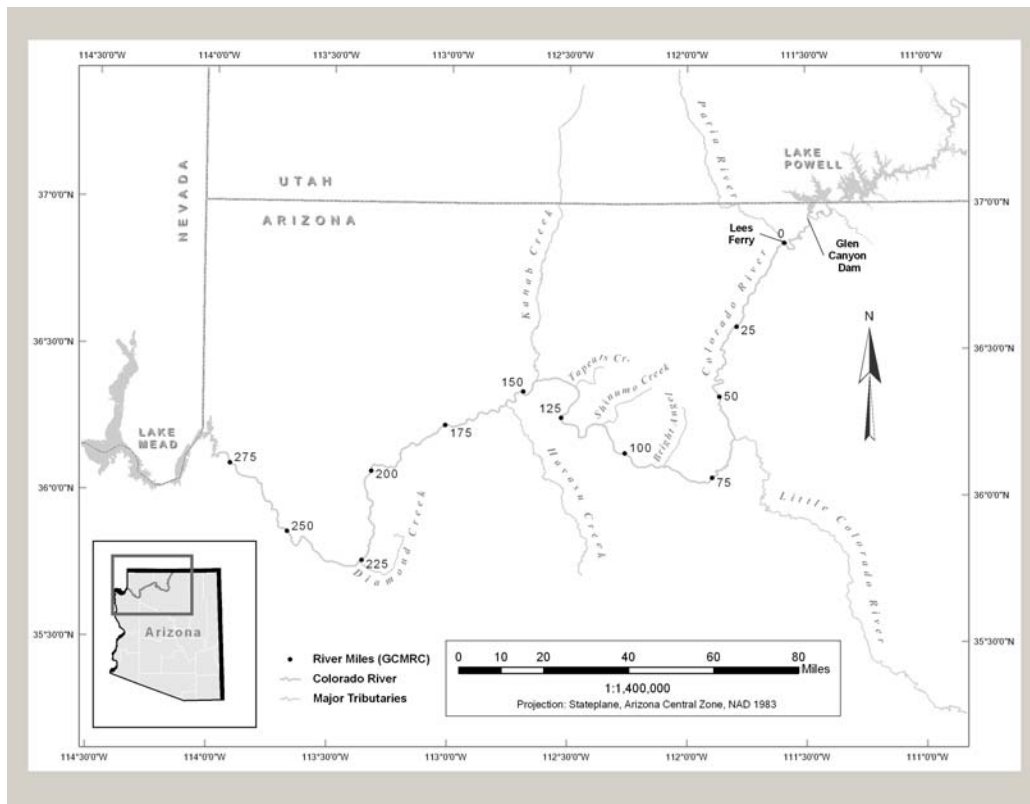 114°30'0"W 114°0'0"W 113°30'0"W 113°0'0"W 112°30'0"W 112°0'0"W 111°30'0"W 111°0'0"W
Paria River
LAKE
POWELL
NEVADA
UTAH
37°0'0"N
37°0'0"N
ARIZONA
Kanab Creek
Lees
Ferry
0
Glen
Canyon
Dam
Colorado River
N
25
36°30'0"N
36°30'0"N
Tapeats Cr.
Shinumo Creek
150
125
50
Bright Angel
175
LAKE
MEAD
100
Havasu Creek
275
200
75
36°0'0"N
36°0'0"N
Little Colorado River
250
225
Diamond Creek
35°30'0"N
35°30'0"N
Arizona
River Miles (GCMRC)
Colorado River
Major Tributaries
0 10 20 40 60 80
Miles
1:1,400,000
Projection: Stateplane, Arizona Central Zone, NAD 1983
114°30'0"W 114°0'0"W 113°30'0"W 113°0'0"W 112°30'0"W 112°0'0"W 111°30'0"W 111°0'0"W